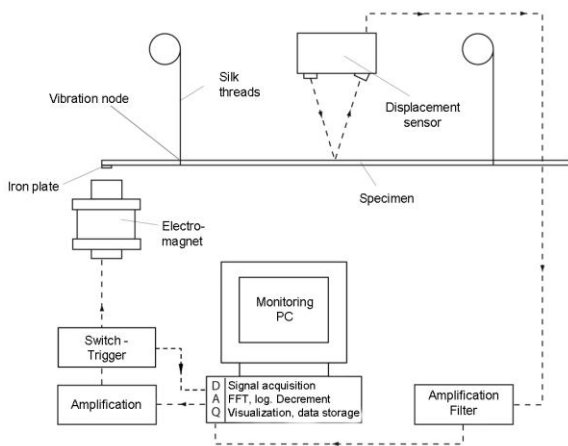 Silk
threads
Vibration node
Displacement
sensor
Iron plate
Specimen
Electro-
magnet
Monitoring
PC
Switch -
Trigger
D Signal acquisition
A FFT, log. Decrement
Q Visualization, data storage
Amplification
Amplification
Filter